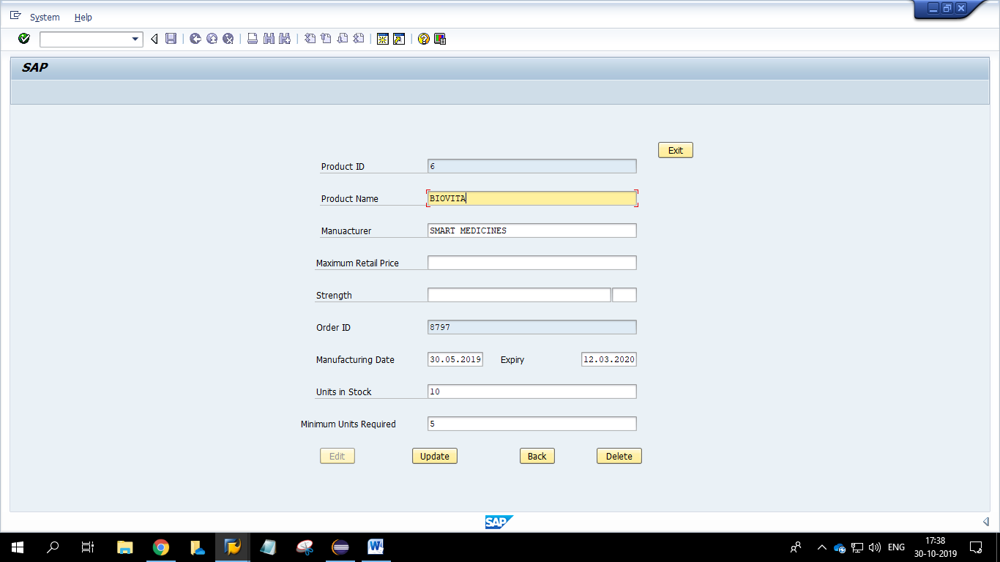 System Help
SAP
Exit
Product ID 6
Product Name BIOVITA
Manuacturer SMART MEDICINES
Maximum Retail Price
Strength
Order ID 8797
Manufacturing Date 30.05.2019 Expiry 12.03.2020
Units in Stock 10
Minimum Units Required 5
Edit Update Back Delete
SAP
ENG 17:38
30-10-2019